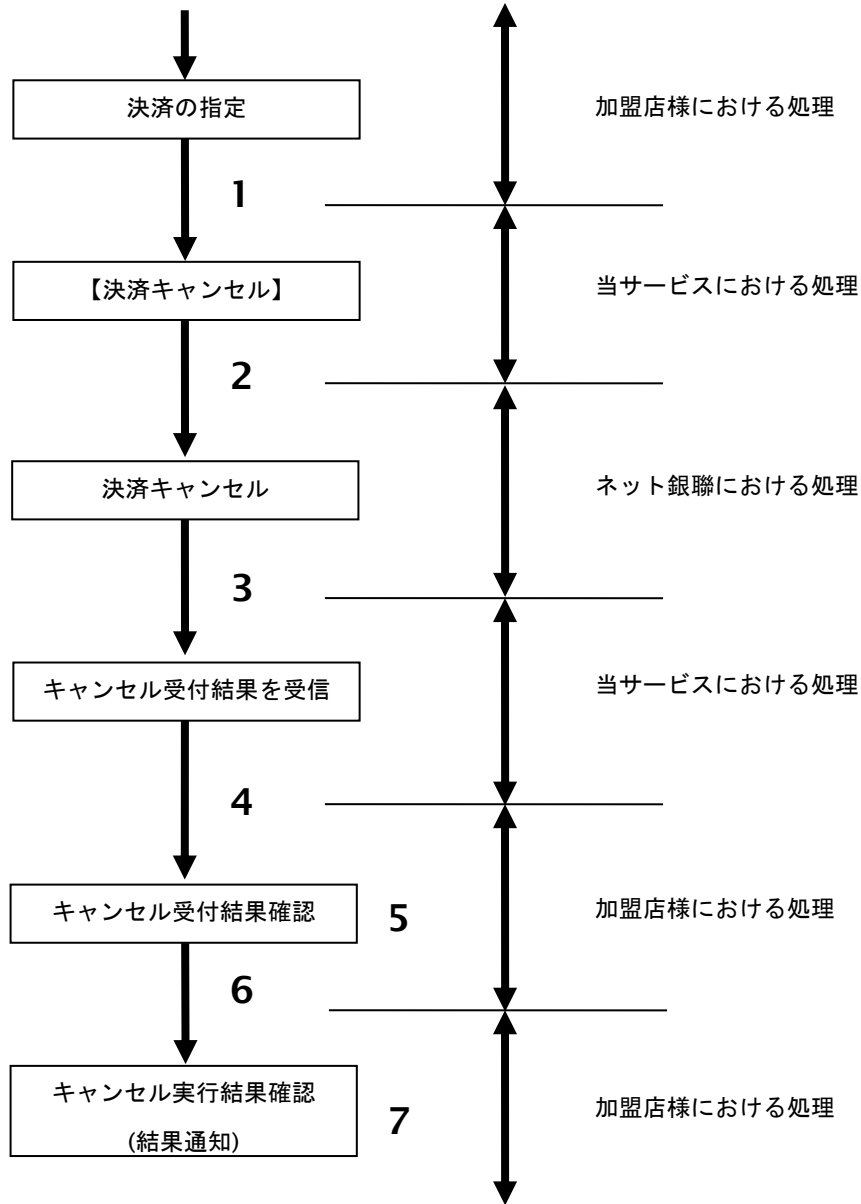 決済の指定
加盟店様における処理
1
【決済キャンセル】
当サービスにおける処理
2
決済キャンセル
ネット銀聯における処理
3
キャンセル受付結果を受信
当サービスにおける処理
4
キャンセル受付結果確認
5
加盟店様における処理
6
キャンセル実行結果確認
(結果通知)
7
加盟店様における処理